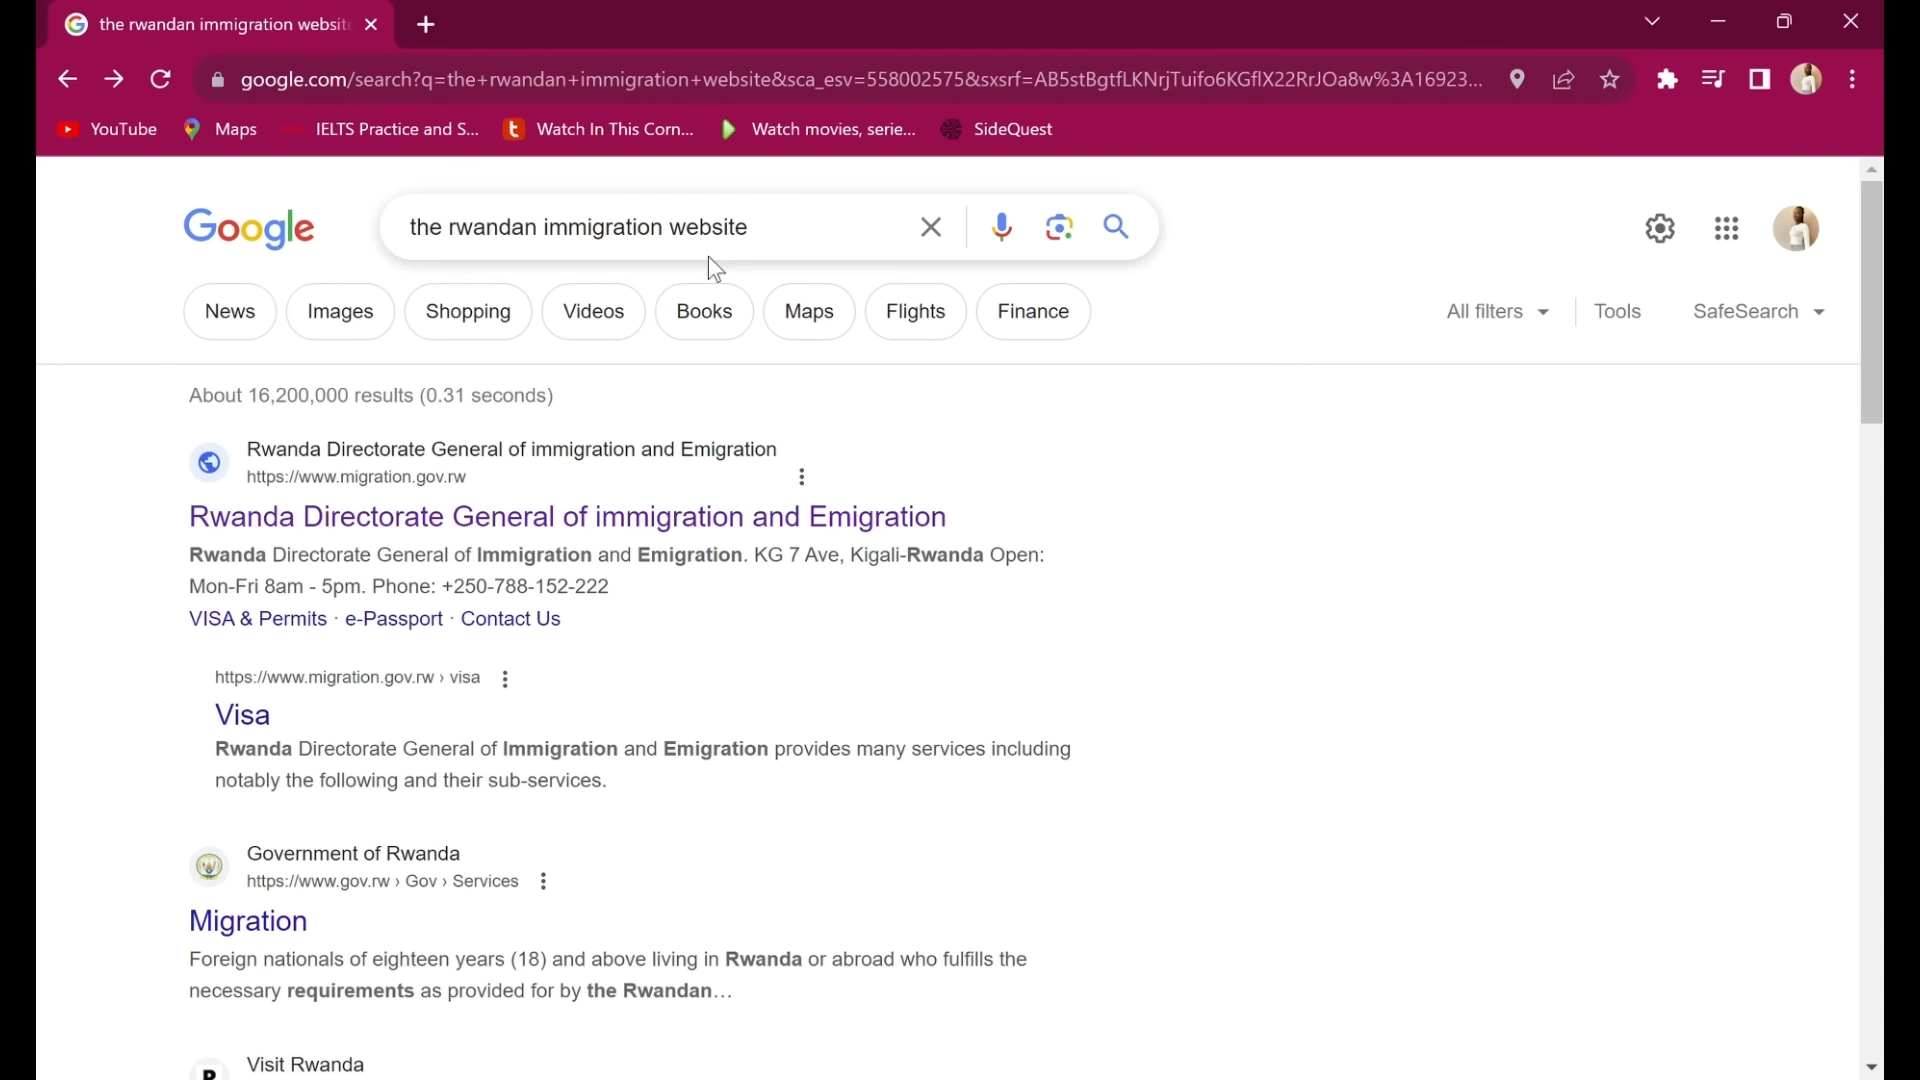 the rwandan immigration websit
google.com/search?q=the+rwandan+immigration+website&sca_esv=558002575&sxsrf=AB5stBgtfLKNrjTuifo6KGflX22RrJOa8w%3A16923...
YouTube Maps IELTS Practice and S... Watch In This Corn... Watch movies, serie... SideQuest
Google the rwandan immigration website
News Images Shopping Videos Books Maps Flights Finance All filters Tools SafeSearch
About 16,200,000 results (0.31 seconds)
Rwanda Directorate General of immigration and Emigration
https://www.migration.gov.rw
Rwanda Directorate General of immigration and Emigration
Rwanda Directorate General of Immigration and Emigration. KG 7 Ave, Kigali-Rwanda Open:
Mon-Fri 8am - 5pm. Phone: +250-788-152-222
VISA & Permits · e-Passport · Contact Us
https://www.migration.gov.rw › visa
Visa
Rwanda Directorate General of Immigration and Emigration provides many services including
notably the following and their sub-services.
Government of Rwanda
https://www.gov.rw › Gov › Services
Migration
Foreign nationals of eighteen years (18) and above living in Rwanda or abroad who fulfills the
necessary requirements as provided for by the Rwandan...
Visit Rwanda